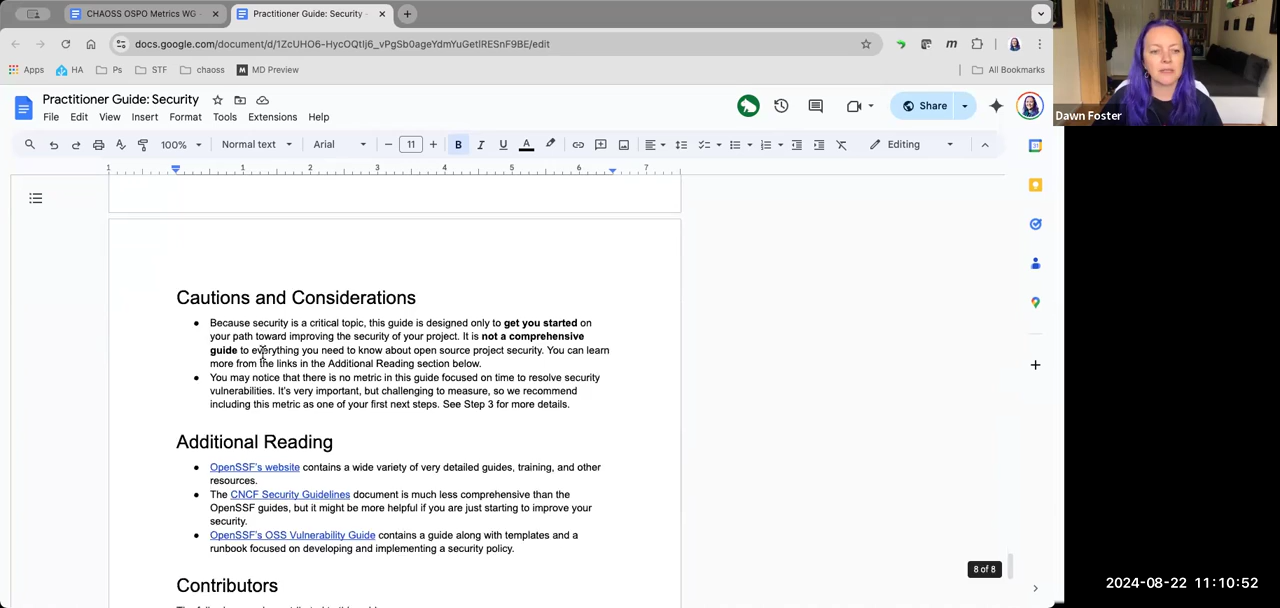 CHAOSS OSPO Metrics WG -
Practitioner Guide: Security -
docs.google.com/document/d/1ZcUHO6-HycOQtIj6_vPgSb0ageYdmYuGetIRESnF9BE/edit
Apps HA Ps STF chaoss MD Preview All Bookmarks
Dawn Foster
Practitioner Guide: Security
Share
File Edit View Insert Format Tools Extensions Help
100% Normal text Arial 11 B I U A Editing
1 1 2 3 4 5 6 7
Cautions and Considerations
Because security is a critical topic, this guide is designed only to get you started on
your path toward improving the security of your project. It is not a comprehensive
guide to everything you need to know about open source project security. You can learn
more from the links in the Additional Reading section below.
You may notice that there is no metric in this guide focused on time to resolve security
vulnerabilities. It's very important, but challenging to measure, so we recommend
including this metric as one of your first next steps. See Step 3 for more details.
Additional Reading
OpenSSF's website contains a wide variety of very detailed guides, training, and other
resources.
The CNCF Security Guidelines document is much less comprehensive than the
OpenSSF guides, but it might be more helpful if you are just starting to improve your
security.
OpenSSF's OSS Vulnerability Guide contains a guide along with templates and a
runbook focused on developing and implementing a security policy.
8 of 8
Contributors
2024-08-22 11:10:52